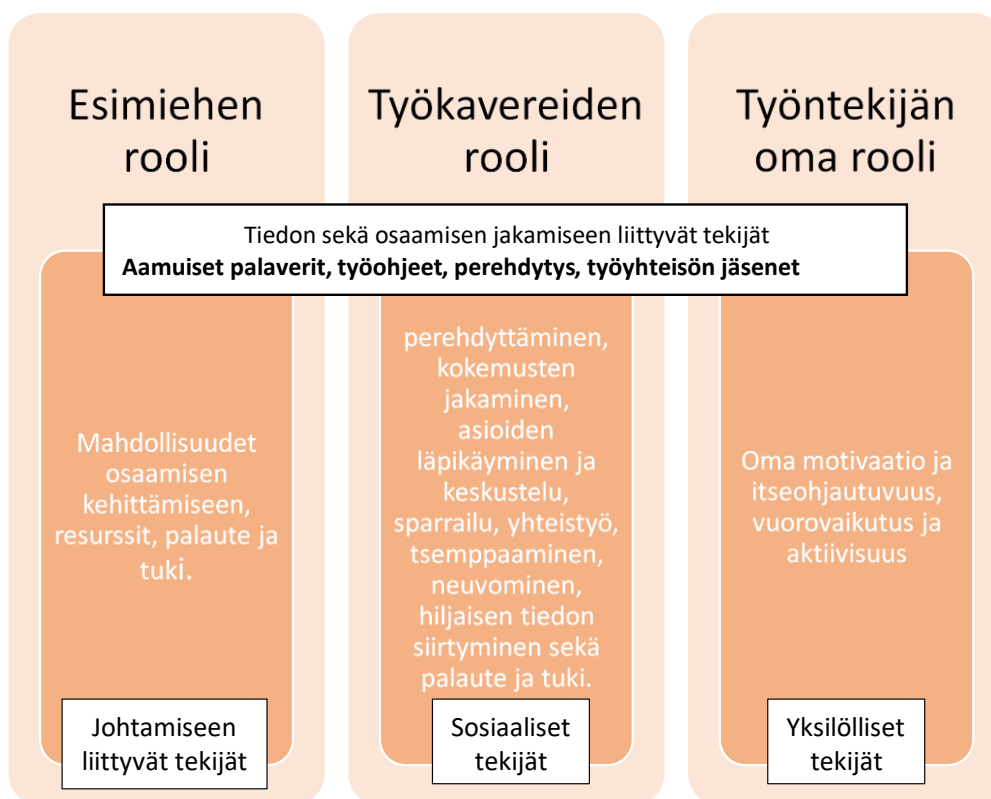 Esimiehen
rooli
Työkavereiden
rooli
Työntekijän
oma rooli
Tiedon sekä osaamisen jakamiseen liittyvät tekijät
Aamuiset palaverit, työohjeet, perehdytys, työyhteisön jäsenet
Mahdollisuudet
osaamisen
kehittämiseen,
resurssit, palaute ja
tuki.
perehdyttäminen,
kokemusten
jakaminen,
asioiden
läpikäyminen ja
keskustelu,
sparrailu, yhteistyö,
tsemppaaminen,
neuvominen,
hiljaisen tiedon
siirtyminen sekä
palaute ja tuki.
Oma motivaatio ja
itseohjautuvuus,
vuorovaikutus ja
aktiivisuus
Johtamiseen
liittyvät tekijät
Sosiaaliset
tekijät
Yksilölliset
tekijät